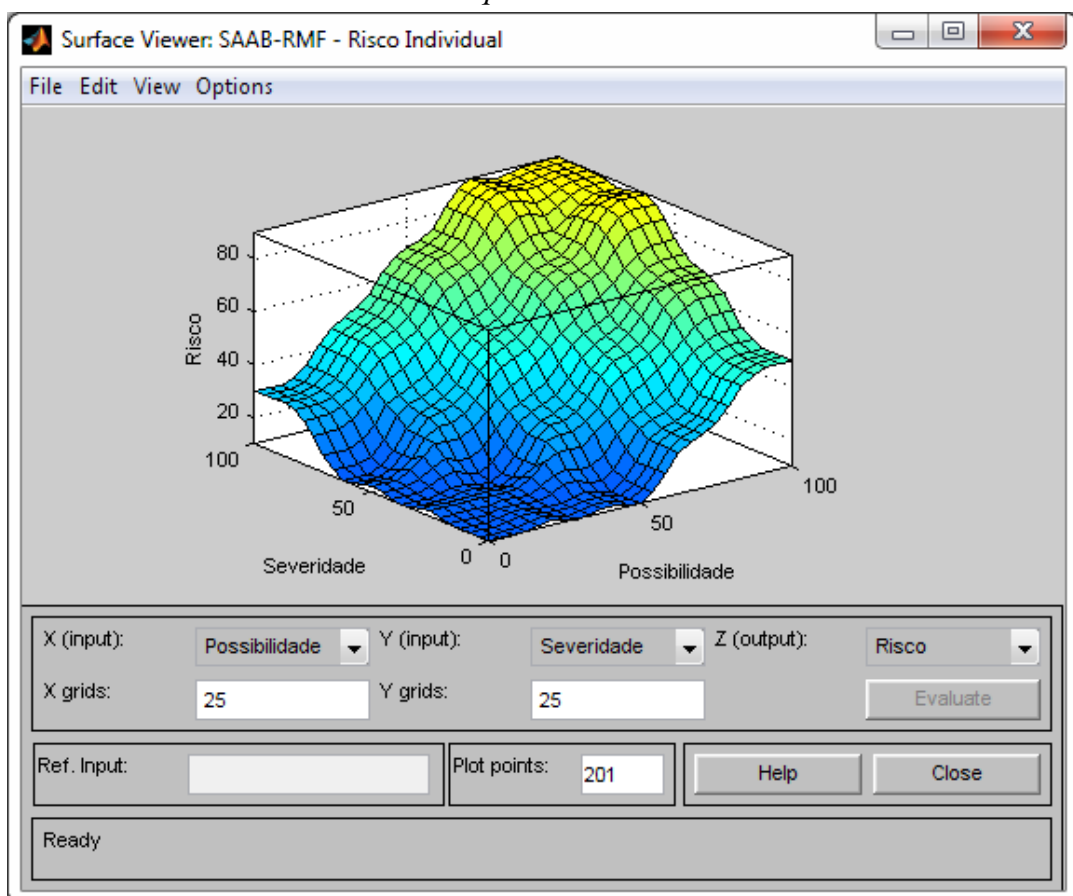 Surface Viewer: SAAB-RMF - Risco Individual
File Edit View Options
80
60
40
20
Risco
100
50
0
Severidade
0
50
100
Possibilidade
X (input): Possibilidade Y (input): Severidade Z (output): Risco
X grids: 25 Y grids: 25 Evaluate
Ref. Input: Plot points: 201 Help Close
Ready